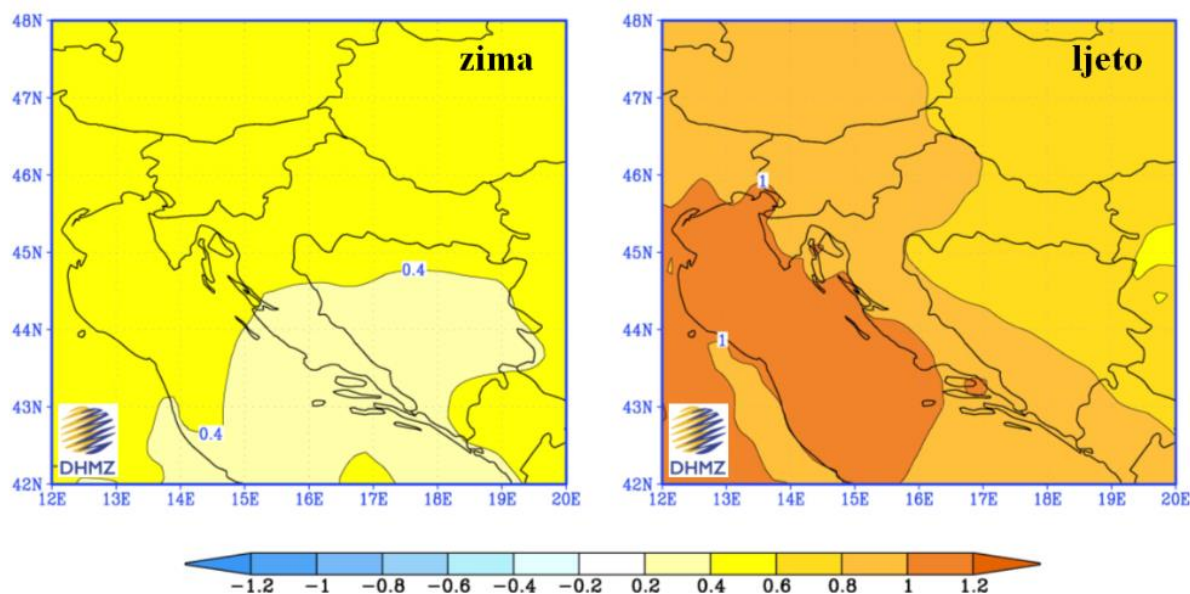 zima
48N
47N
46N
45N
44N
43N
42N
0.4
0.4
DHMZ
12E 13E 14E 15E 16E 17E 18E 19E 20E
ljeto
48N
47N
46N
45N
44N
43N
42N
1
1
DHMZ
12E 13E 14E 15E 16E 17E 18E 19E 20E
-1.2 -1 -0.8 -0.6 -0.4 -0.2 0.2 0.4 0.6 0.8 1 1.2